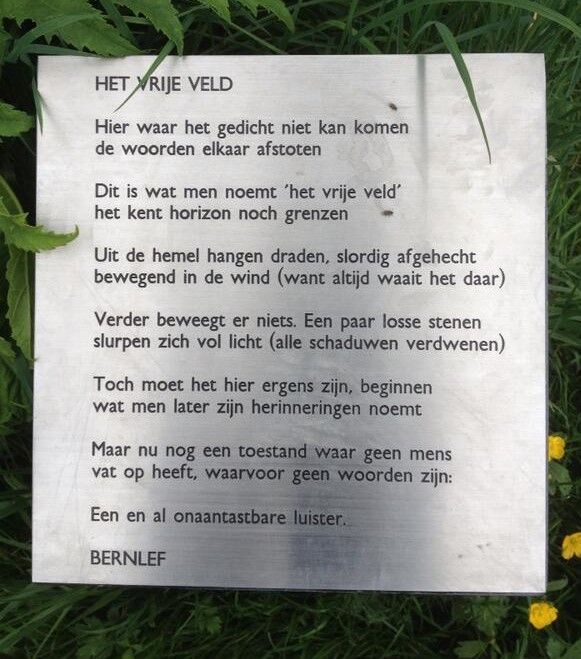 HET VRIJE VELD
Hier waar het gedicht niet kan komen
de woorden elkaar afstoten
Dit is wat men noemt 'het vrije veld'
het kent horizon noch grenzen
Uit de hemel hangen draden, slordig afgehecht
bewegend in de wind (want altijd waait het daar)
Verder beweegt er niets. Een paar losse stenen
slurpen zich vol licht (alle schaduwen verdwenen)
Toch moet het hier ergens zijn, beginnen
wat men later zijn herinneringen noemt
Maar nu nog een toestand waar geen mens
vat op heeft, waarvoor geen woorden zijn:
Een en al onaantastbare luister.
BERNLEF